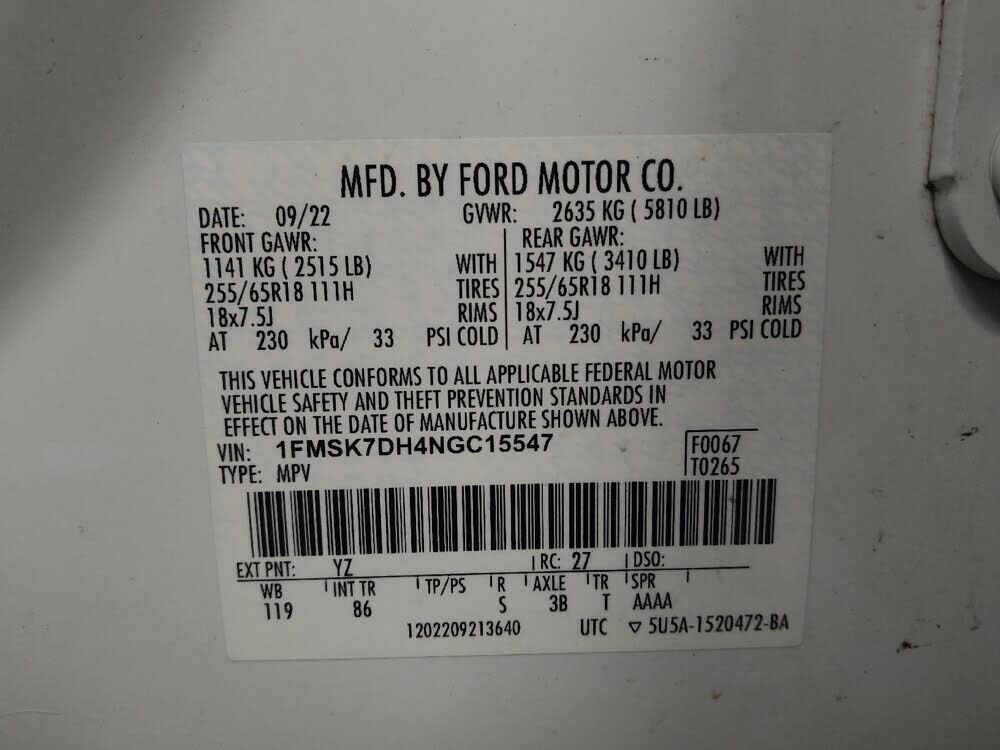 MFD. BY FORD MOTOR CO.
DATE: 09/22 GVWR: 2635 KG ( 5810 LB)
FRONT GAWR: REAR GAWR:
1141 KG ( 2515 LB) WITH 1547 KG ( 3410 LB) WITH
255/65R18 111H TIRES 255/65R18 111H TIRES
18x7.5J RIMS 18x7.5J RIMS
AT 230 kPa/ 33 PSI COLD AT 230 kPa/ 33 PSI COLD
THIS VEHICLE CONFORMS TO ALL APPLICABLE FEDERAL MOTOR
VEHICLE SAFETY AND THEFT PREVENTION STANDARDS IN
EFFECT ON THE DATE OF MANUFACTURE SHOWN ABOVE.
VIN: 1FMSK7DH4NGC15547 F0067
TYPE: MPV T0265
EXT PNT: YZ RC: 27 DSO:
WB INT TR TP/PS R AXLE TR SPR
119 86 S 3B T AAAA
1202209213640 UTC ▽ 5U5A-1520472-BA